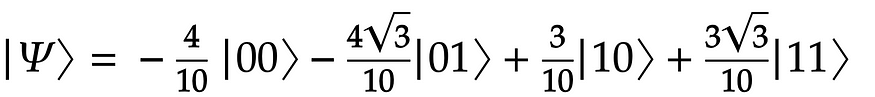 |Ψ⟩ = − 4/10 |00⟩ − 4√3/10 |01⟩ + 3/10 |10⟩ + 3√3/10 |11⟩